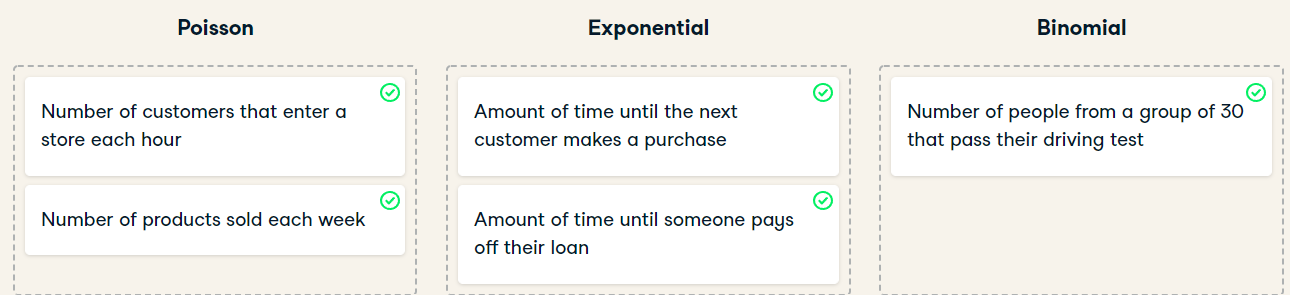 Poisson
Number of customers that enter a
store each hour
Number of products sold each week
Exponential
Amount of time until the next
customer makes a purchase
Amount of time until someone pays
off their loan
Binomial
Number of people from a group of 30
that pass their driving test